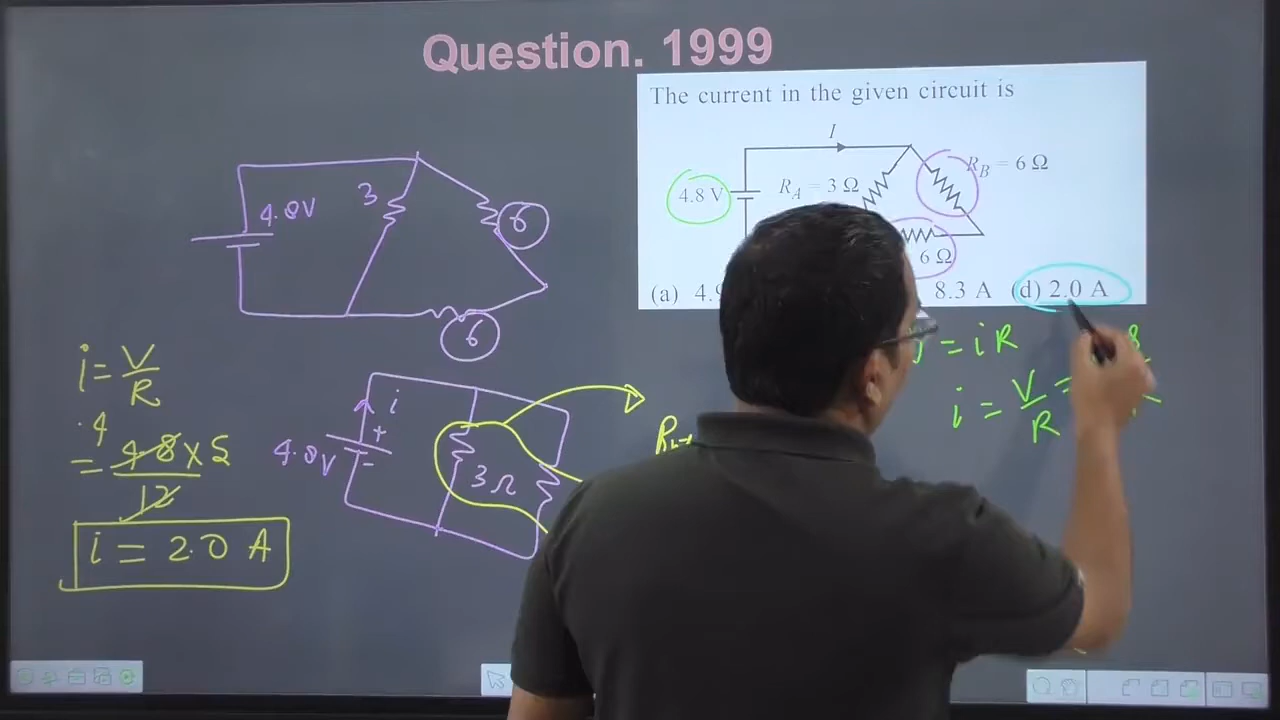 Question. 1999
The current in the given circuit is
I
4.8 V
R_A = 3 Ω
R_B = 6 Ω
6 Ω
(a) 4.9
8.3 A
(d) 2.0 A
4.8V
3
6
6
i = V/R
.4
= 4.8 × 5
12
i = 2.0 A
4.8V
+
-
i
3Ω
= iR
i = V/R =